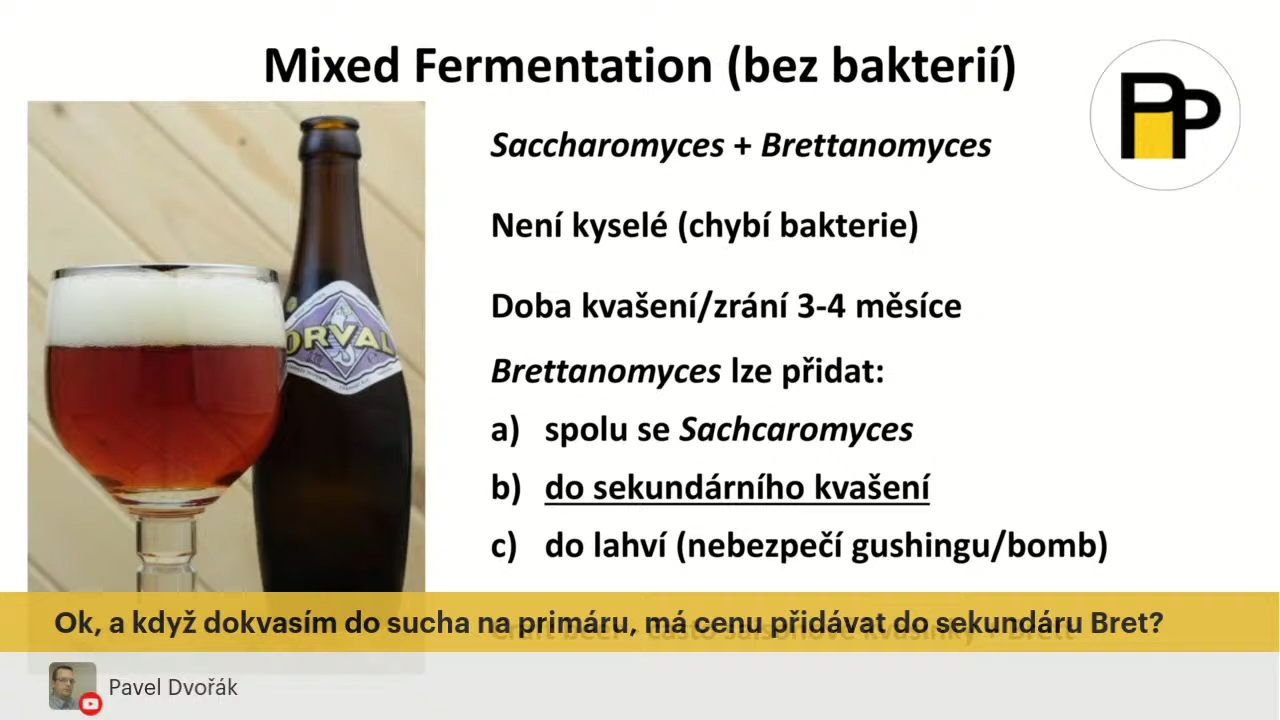 Mixed Fermentation (bez bakterií)
PIP
Saccharomyces + Brettanomyces
Není kyselé (chybí bakterie)
Doba kvašení/zrání 3-4 měsíce
ORVAL
Brettanomyces lze přidat:
a) spolu se Sachcaromyces
b) do sekundárního kvašení
c) do lahví (nebezpečí gushingu/bomb)
Ok, a když dokvasím do sucha na primáru, má cenu přidávat do sekundáru Bret?
Pavel Dvořák